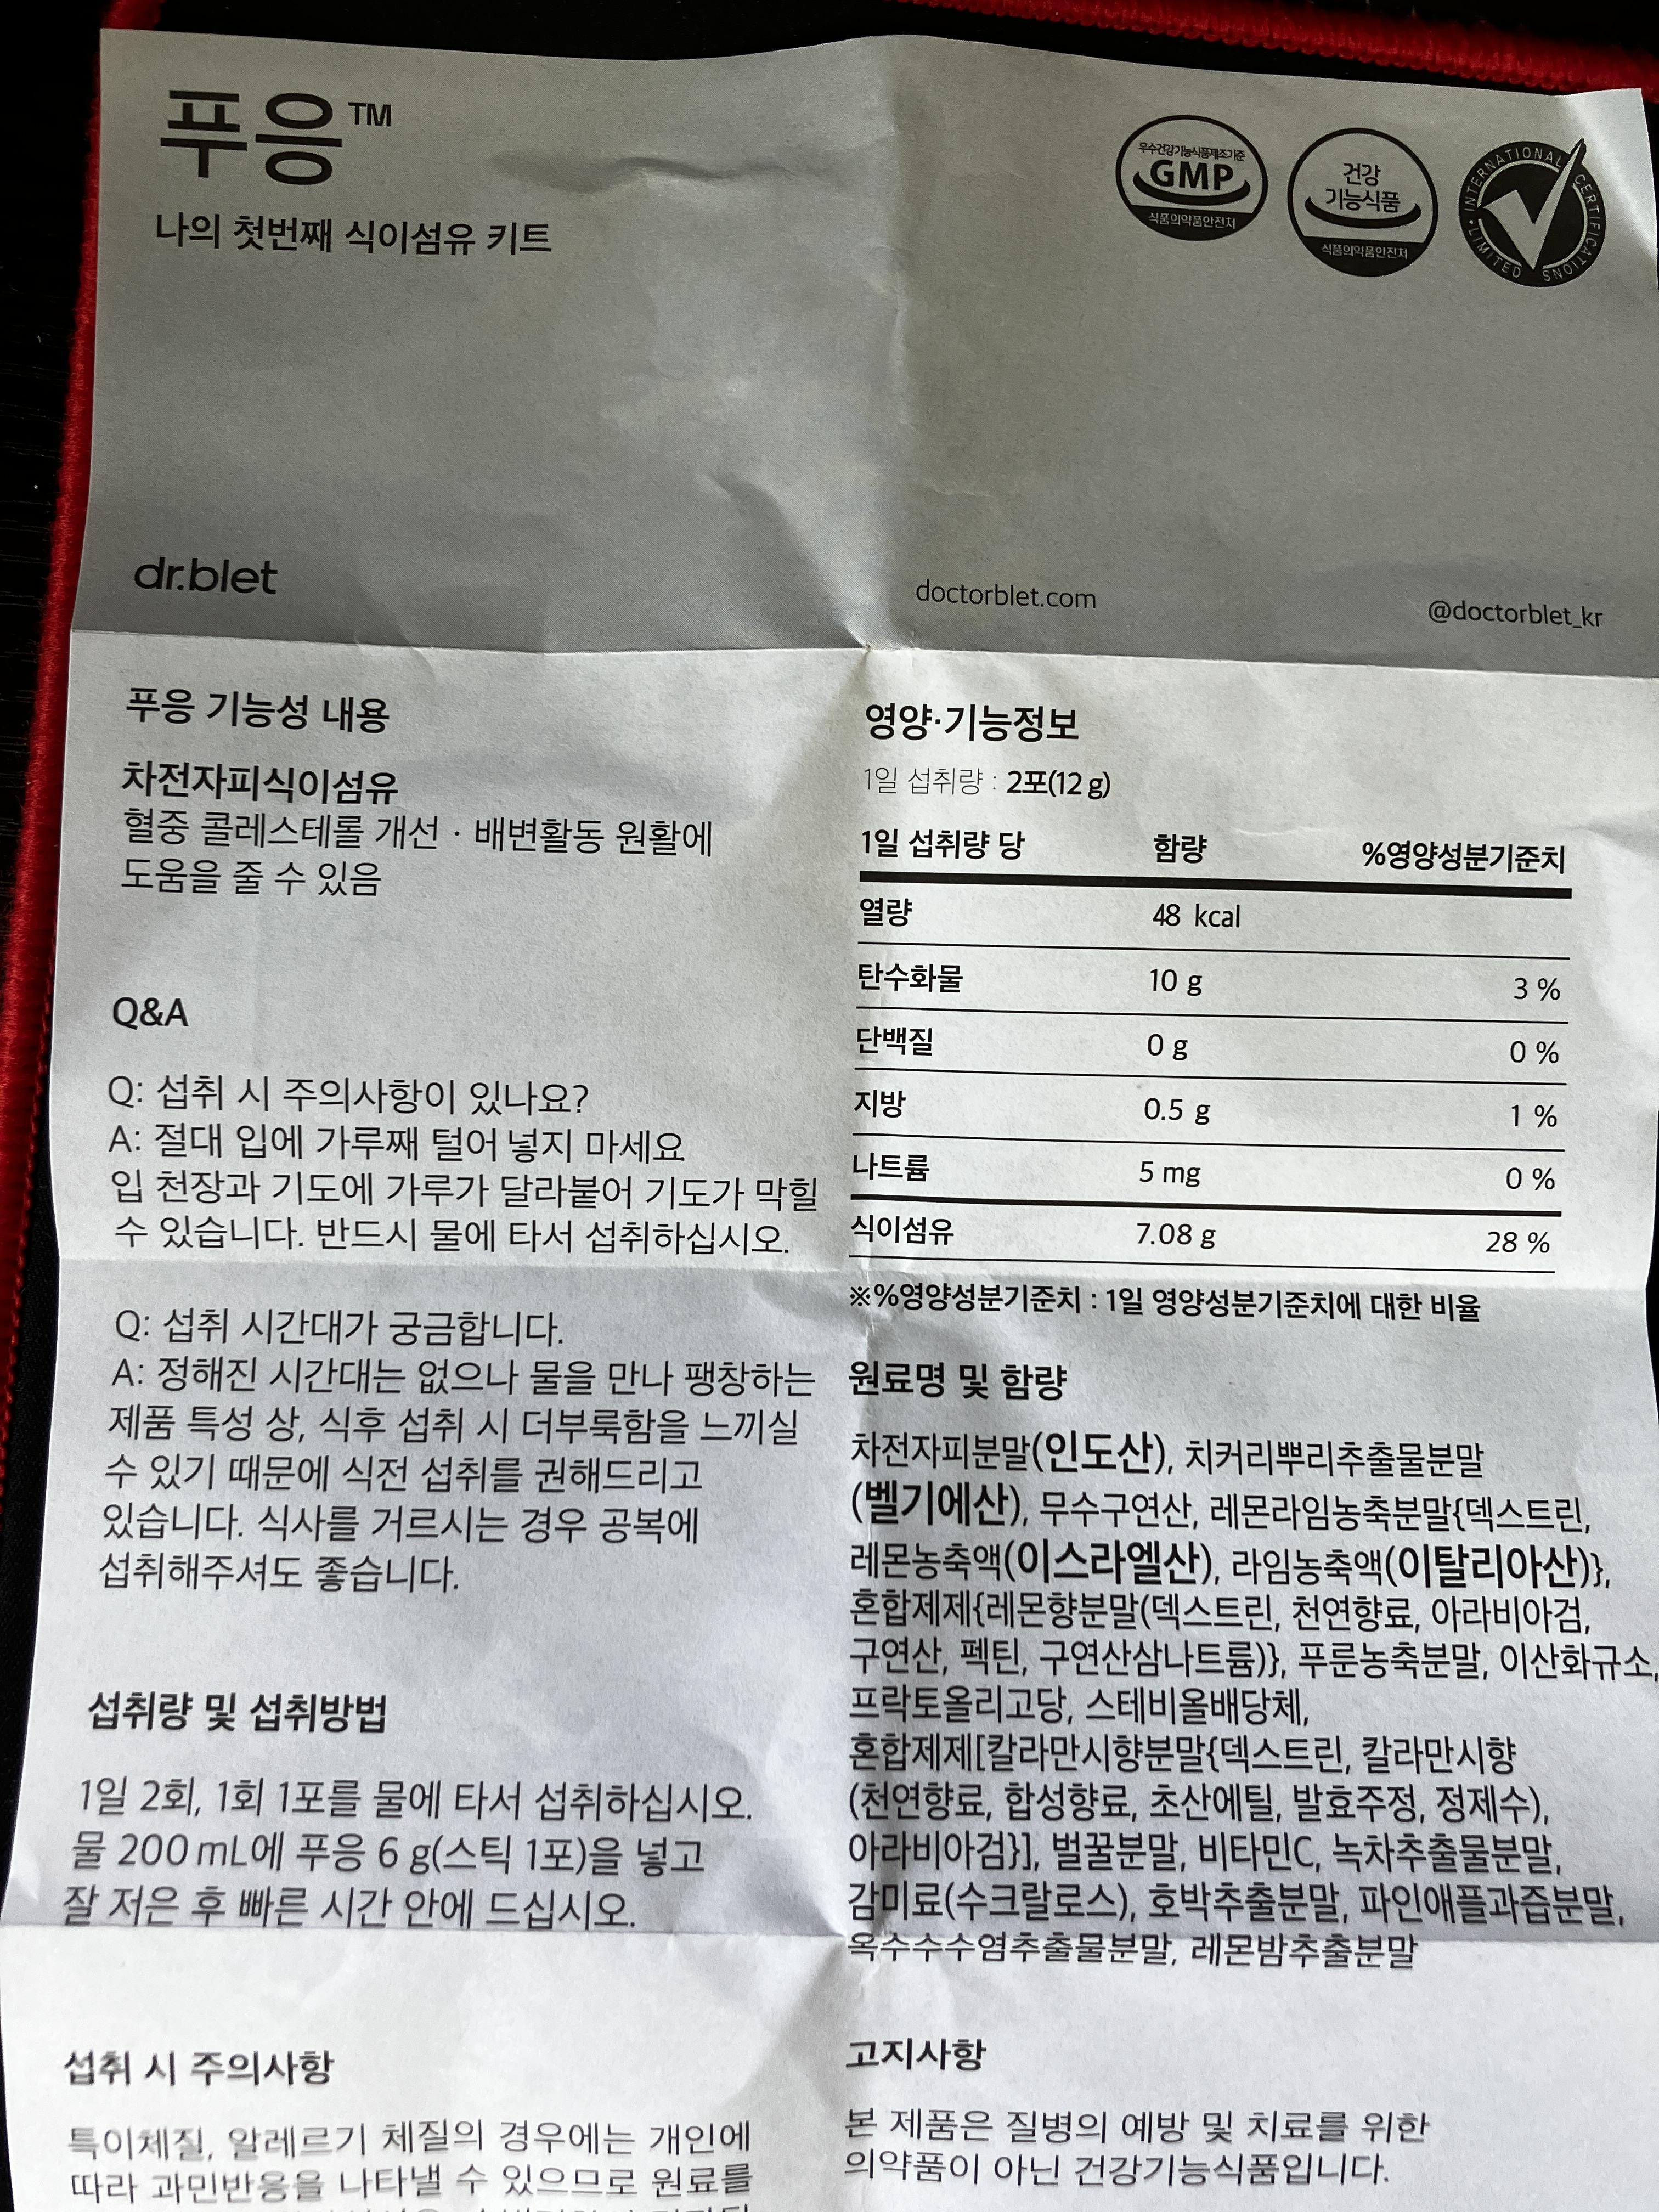 푸응™
나의 첫번째 식이섬유 키트
우수건강기능식품제조기준
GMP
식품의약품안전처
건강
기능식품
식품의약품안전처
INTERNATIONAL CERTIFICATIONS LIMITED
dr.blet
doctorblet.com
@doctorblet_kr
푸응 기능성 내용
차전자피식이섬유
혈중 콜레스테롤 개선 · 배변활동 원활에
도움을 줄 수 있음
Q&A
Q: 섭취 시 주의사항이 있나요?
A: 절대 입에 가루째 털어 넣지 마세요
입 천장과 기도에 가루가 달라붙어 기도가 막힐
수 있습니다. 반드시 물에 타서 섭취하십시오.
Q: 섭취 시간대가 궁금합니다.
A: 정해진 시간대는 없으나 물을 만나 팽창하는
제품 특성 상, 식후 섭취 시 더부룩함을 느끼실
수 있기 때문에 식전 섭취를 권해드리고
있습니다. 식사를 거르시는 경우 공복에
섭취해주셔도 좋습니다.
섭취량 및 섭취방법
1일 2회, 1회 1포를 물에 타서 섭취하십시오.
물 200 mL에 푸응 6 g(스틱 1포)을 넣고
잘 저은 후 빠른 시간 안에 드십시오.
섭취 시 주의사항
특이체질, 알레르기 체질의 경우에는 개인에
따라 과민반응을 나타낼 수 있으므로 원료를
영양·기능정보
1일 섭취량 : 2포(12 g)
1일 섭취량 당 함량 %영양성분기준치
열량 48 kcal
탄수화물 10 g 3 %
단백질 0 g 0 %
지방 0.5 g 1 %
나트륨 5 mg 0 %
식이섬유 7.08 g 28 %
※%영양성분기준치 : 1일 영양성분기준치에 대한 비율
원료명 및 함량
차전자피분말(인도산), 치커리뿌리추출물분말
(벨기에산), 무수구연산, 레몬라임농축분말{덱스트린,
레몬농축액(이스라엘산), 라임농축액(이탈리아산)},
혼합제제{레몬향분말(덱스트린, 천연향료, 아라비아검,
구연산, 펙틴, 구연산삼나트륨)}, 푸룬농축분말, 이산화규소,
프락토올리고당, 스테비올배당체,
혼합제제[칼라만시향분말{덱스트린, 칼라만시향
(천연향료, 합성향료, 초산에틸, 발효주정, 정제수),
아라비아검}], 벌꿀분말, 비타민C, 녹차추출물분말,
감미료(수크랄로스), 호박추출분말, 파인애플과즙분말,
옥수수수염추출물분말, 레몬밤추출분말
고지사항
본 제품은 질병의 예방 및 치료를 위한
의약품이 아닌 건강기능식품입니다.